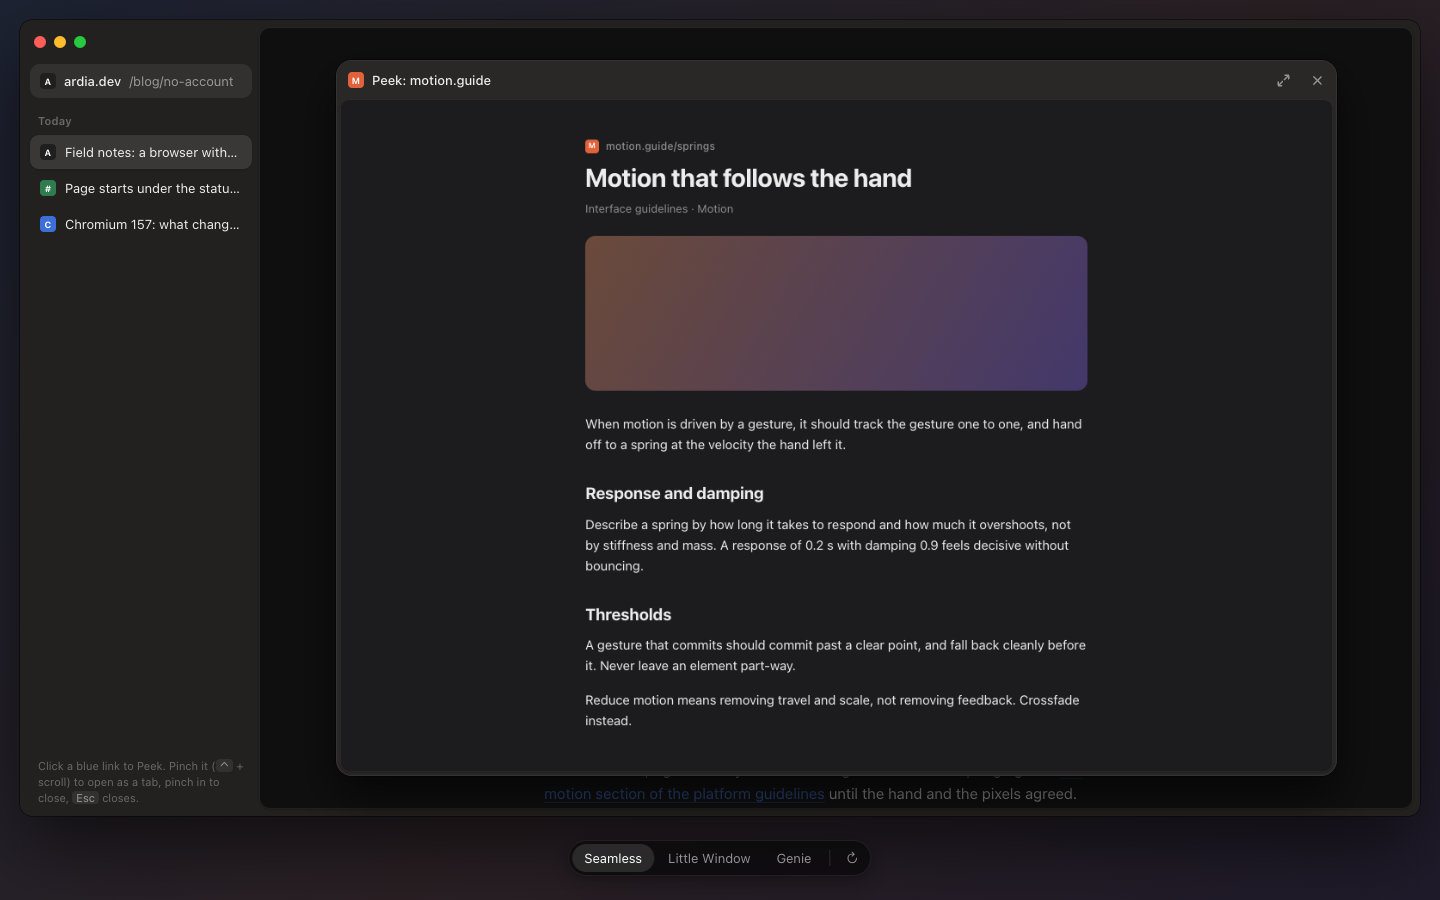 A ardia.dev /blog/no-account
Today
A Field notes: a browser with...
# Page starts under the statu...
C Chromium 157: what chang...
Click a blue link to Peek. Pinch it (^ +
scroll) to open as a tab, pinch in to
close, Esc closes.
M Peek: motion.guide
M motion.guide/springs
Motion that follows the hand
Interface guidelines · Motion
When motion is driven by a gesture, it should track the gesture one to one, and hand
off to a spring at the velocity the hand left it.
Response and damping
Describe a spring by how long it takes to respond and how much it overshoots, not
by stiffness and mass. A response of 0.2 s with damping 0.9 feels decisive without
bouncing.
Thresholds
A gesture that commits should commit past a clear point, and fall back cleanly before
it. Never leave an element part-way.
Reduce motion means removing travel and scale, not removing feedback. Crossfade
instead.
motion section of the platform guidelines until the hand and the pixels agreed.
Seamless Little Window Genie